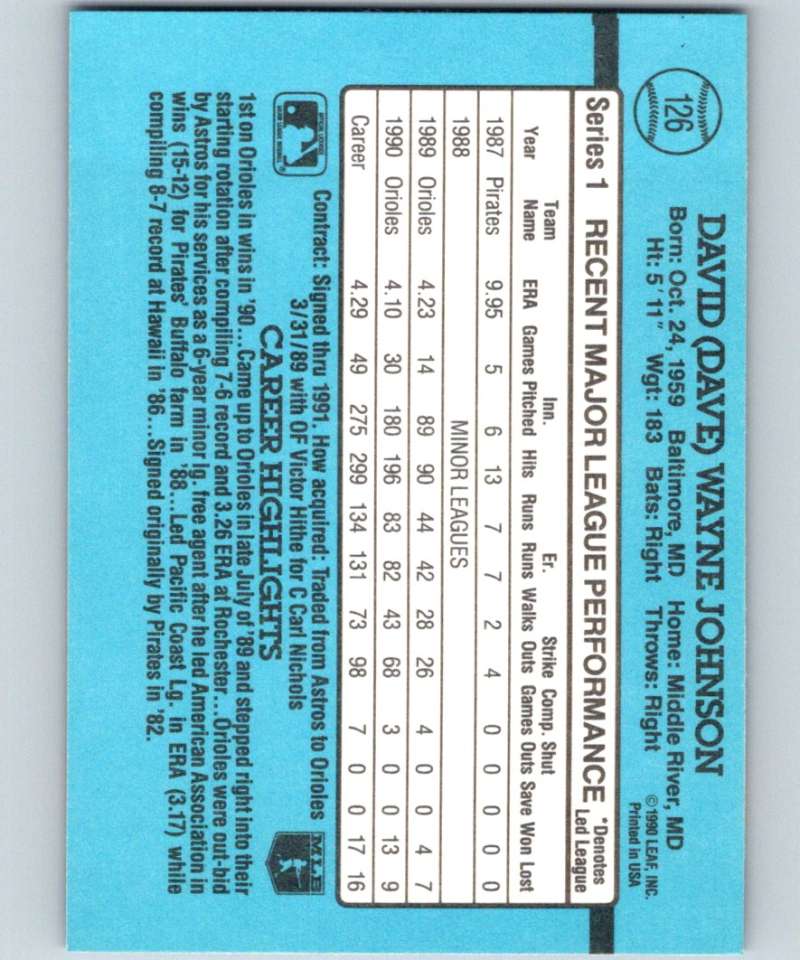 126
DAVID (DAVE) WAYNE JOHNSON
Born: Oct. 24, 1959 Baltimore, MD Home: Middle River, MD
Ht: 5' 11" Wgt: 183 Bats: Right Throws: Right
©1990 LEAF, INC.
Printed in USA
Series 1 RECENT MAJOR LEAGUE PERFORMANCE *Denotes Led League
Team Inn. Er. Strike Comp. Shut
Year Name ERA Games Pitched Hits Runs Runs Walks Outs Games Outs Save Won Lost
1987 Pirates 9.95 5 6 13 7 7 2 4 0 0 0 0 0
1988 MINOR LEAGUES
1989 Orioles 4.23 14 89 90 44 42 28 26 4 0 0 4 7
1990 Orioles 4.10 30 180 196 83 82 43 68 3 0 0 13 9
Career 4.29 49 275 299 134 131 73 98 7 0 0 17 16
Contract: Signed thru 1991. How acquired: Traded from Astros to Orioles
3/31/89 with OF Victor Hithe for C Carl Nichols
CAREER HIGHLIGHTS
MLB
1st on Orioles in wins in '90...Came up to Orioles in late July of '89 and stepped right into their
starting rotation after compiling 7-6 record and 3.26 ERA at Rochester...Orioles were out-bid
by Astros for his services as a 6-year minor lg. free agent after he led American Association in
wins (15-12) for Pirates' Buffalo farm in '88...Led Pacific Coast Lg. in ERA (3.17) while
compiling 8-7 record at Hawaii in '86...Signed originally by Pirates in '82.